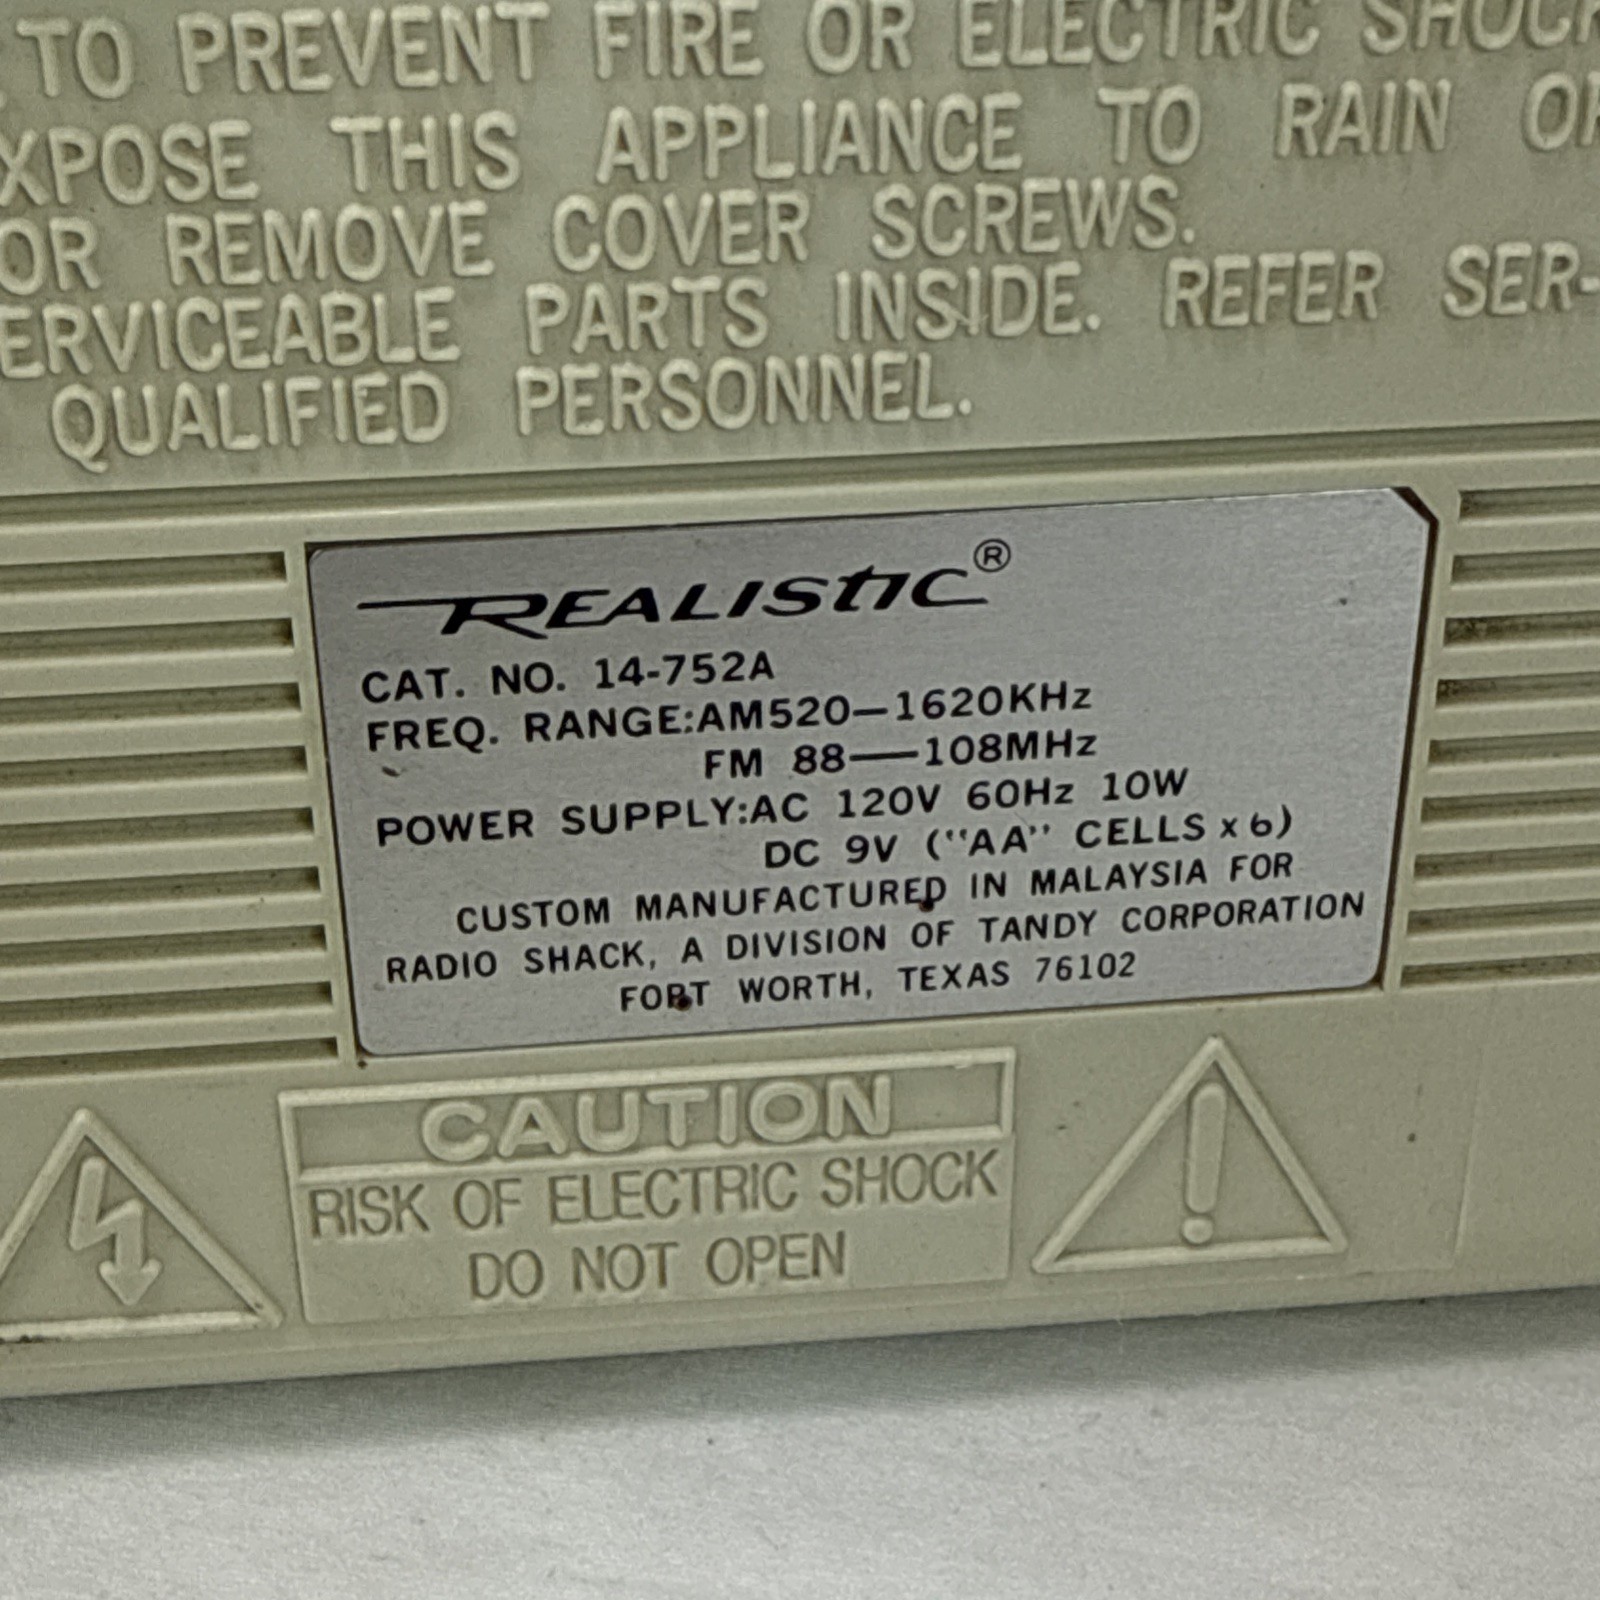 TO PREVENT FIRE OR ELECTRIC SHOCK
XPOSE THIS APPLIANCE TO RAIN OR
OR REMOVE COVER SCREWS.
ERVICEABLE PARTS INSIDE. REFER SER-
QUALIFIED PERSONNEL.
REALISTIC®
CAT. NO. 14-752A
FREQ. RANGE:AM520—1620KHz
FM 88—108MHz
POWER SUPPLY:AC 120V 60Hz 10W
DC 9V ("AA" CELLS x 6)
CUSTOM MANUFACTURED IN MALAYSIA FOR
RADIO SHACK, A DIVISION OF TANDY CORPORATION
FORT WORTH, TEXAS 76102
CAUTION
RISK OF ELECTRIC SHOCK
DO NOT OPEN